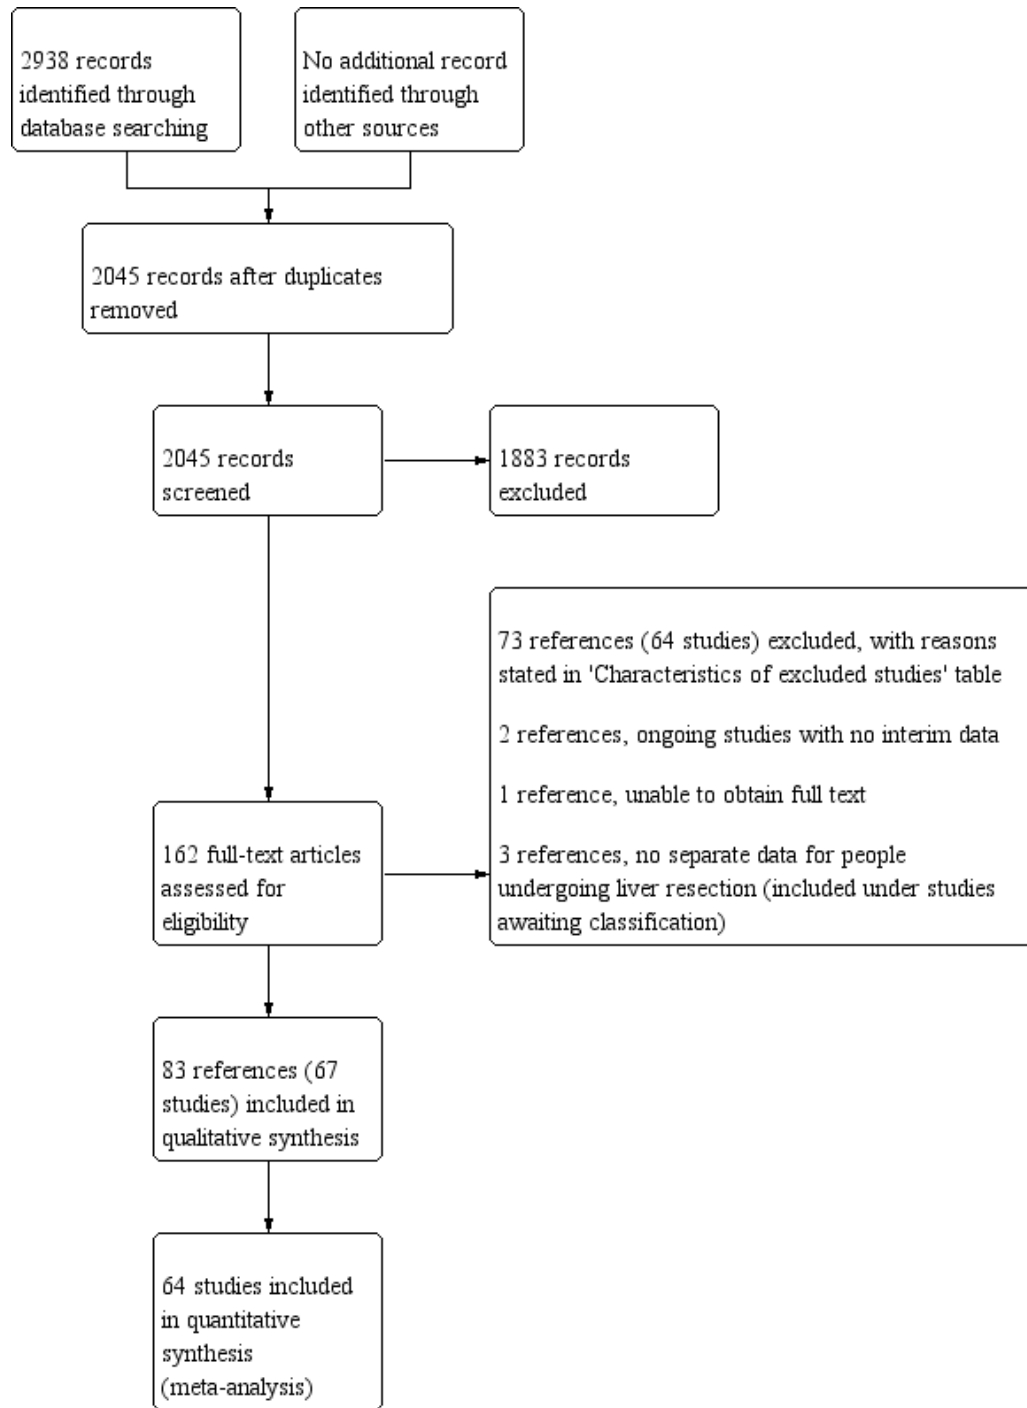 2938 records
identified through
database searching
No additional record
identified through
other sources
2045 records after duplicates
removed
2045 records
screened
1883 records
excluded
73 references (64 studies) excluded, with reasons
stated in 'Characteristics of excluded studies' table
2 references, ongoing studies with no interim data
1 reference, unable to obtain full text
3 references, no separate data for people
undergoing liver resection (included under studies
awaiting classification)
162 full-text articles
assessed for
eligibility
83 references (67
studies) included in
qualitative synthesis
64 studies included
in quantitative
synthesis
(meta-analysis)